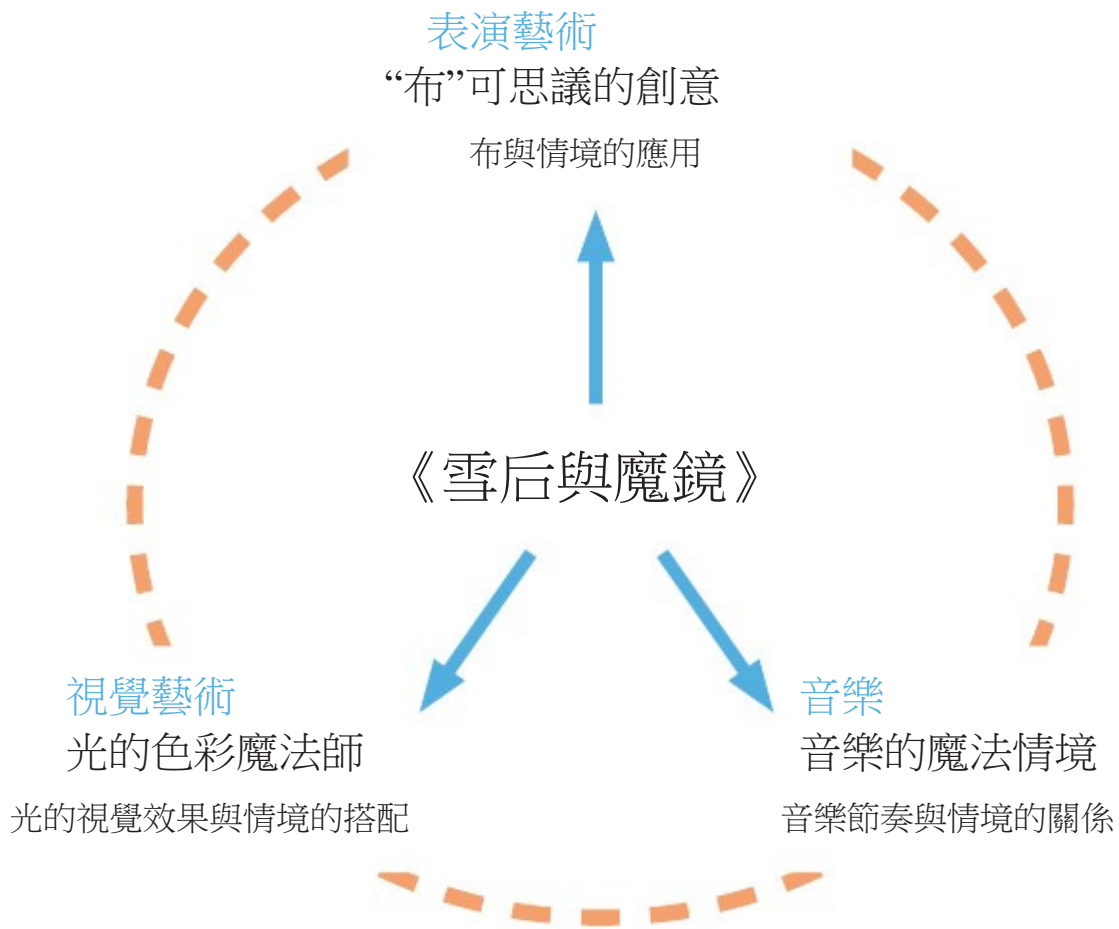 表演藝術
“布”可思議的創意
布與情境的應用
《雪后與魔鏡》
視覺藝術
光的色彩魔法師
光的視覺效果與情境的搭配
音樂
音樂的魔法情境
音樂節奏與情境的關係